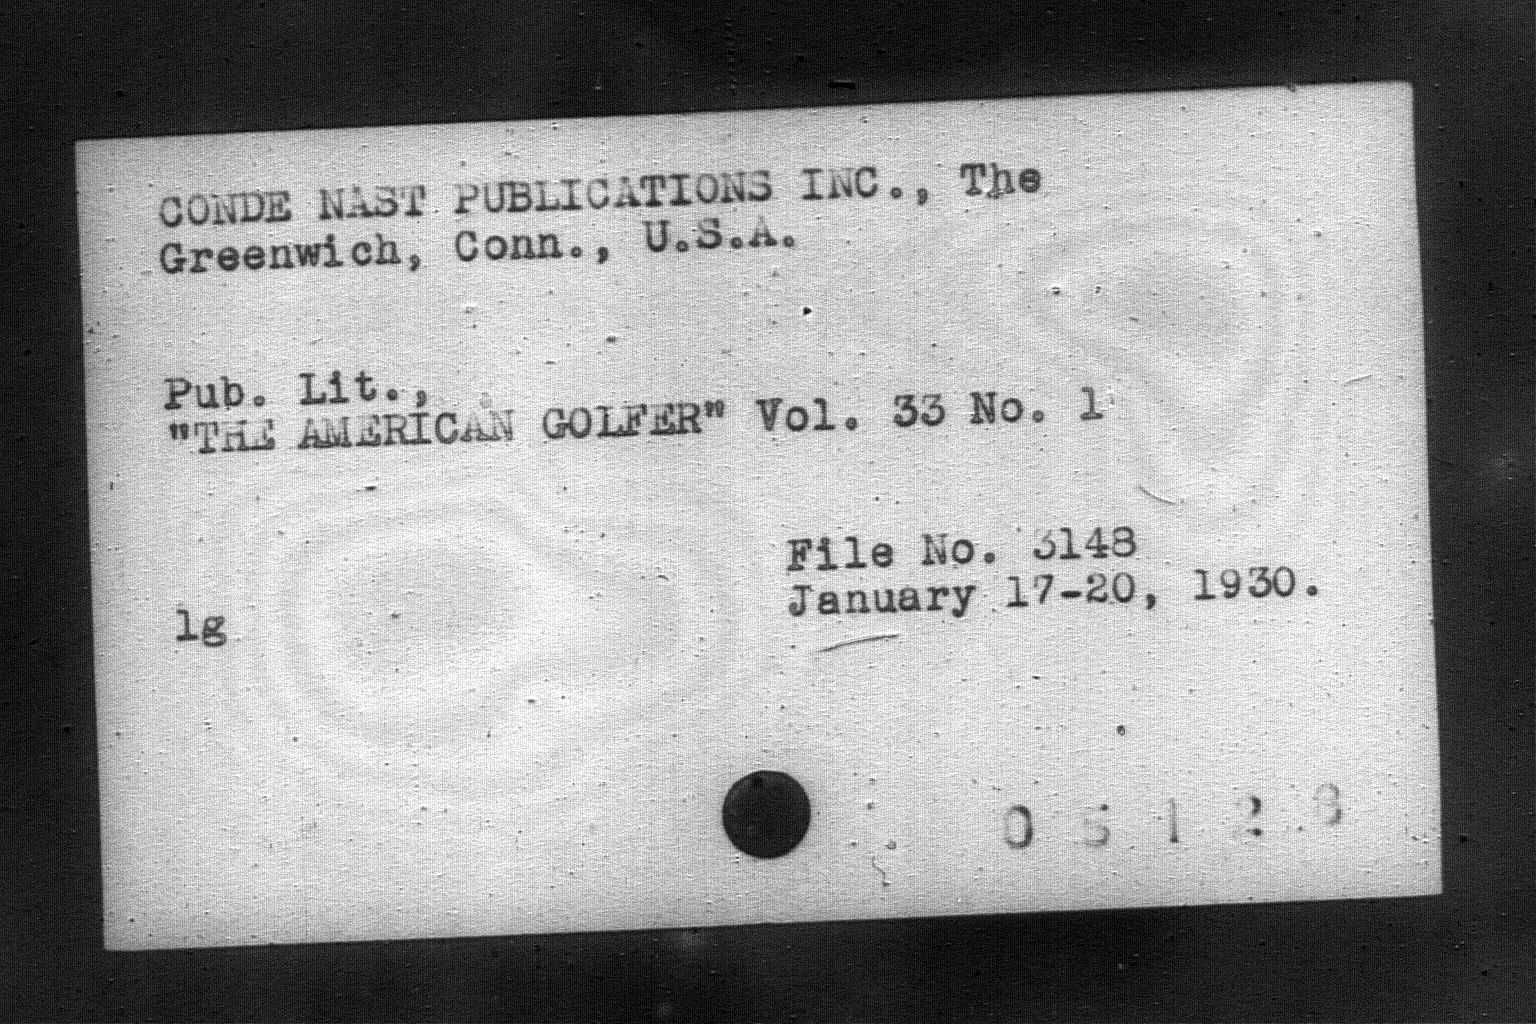 CONDE NAST PUBLICATIONS INC., The
Greenwich, Conn., U.S.A.
Pub. Lit.,
"THE AMERICAN GOLFER" Vol. 33 No. 1
File No. 3148
January 17-20, 1930.
lg